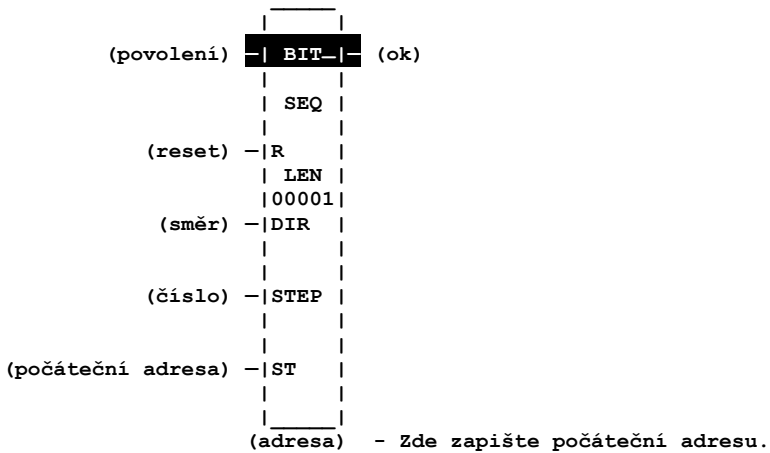 (povolení) BIT (ok)
SEQ
(reset) R
LEN
00001
(směr) DIR
(číslo) STEP
(počáteční adresa) ST
(adresa) - Zde zapište počáteční adresu.